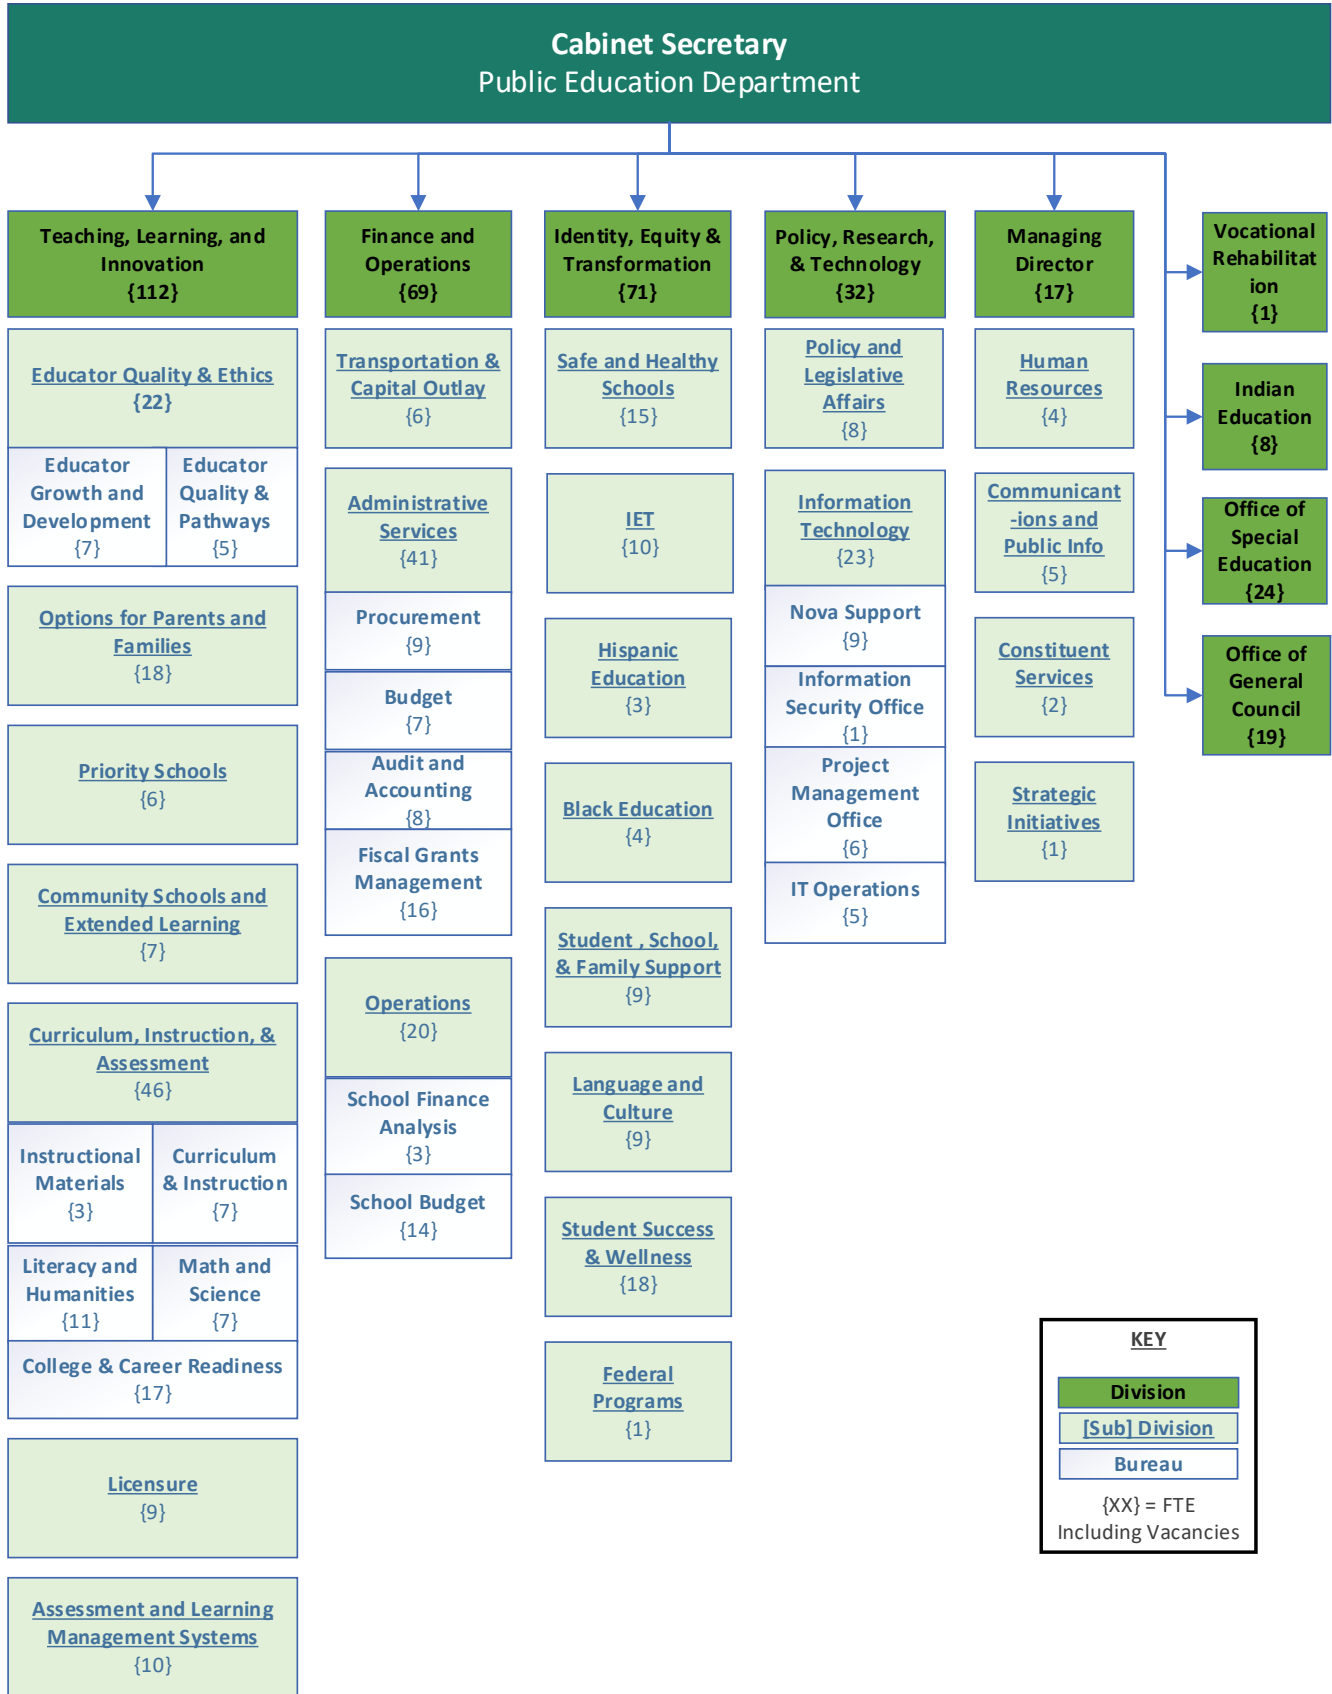 Cabinet Secretary
Public Education Department
Teaching, Learning, and
Innovation
{112}
Educator Quality & Ethics
{22}
Educator
Growth and
Development
{7}
Educator
Quality &
Pathways
{5}
Options for Parents and
Families
{18}
Priority Schools
{6}
Community Schools and
Extended Learning
{7}
Curriculum, Instruction, &
Assessment
{46}
Instructional
Materials
{3}
Curriculum
& Instruction
{7}
Literacy and
Humanities
{11}
Math and
Science
{7}
College & Career Readiness
{17}
Licensure
{9}
Assessment and Learning
Management Systems
{10}
Finance and
Operations
{69}
Transportation &
Capital Outlay
{6}
Administrative
Services
{41}
Procurement
{9}
Budget
{7}
Audit and
Accounting
{8}
Fiscal Grants
Management
{16}
Operations
{20}
School Finance
Analysis
{3}
School Budget
{14}
Identity, Equity &
Transformation
{71}
Safe and Healthy
Schools
{15}
IET
{10}
Hispanic
Education
{3}
Black Education
{4}
Student , School,
& Family Support
{9}
Language and
Culture
{9}
Student Success
& Wellness
{18}
Federal
Programs
{1}
Policy, Research,
& Technology
{32}
Policy and
Legislative
Affairs
{8}
Information
Technology
{23}
Nova Support
{9}
Information
Security Office
{1}
Project
Management
Office
{6}
IT Operations
{5}
Managing
Director
{17}
Human
Resources
{4}
Communicant
-ions and
Public Info
{5}
Constituent
Services
{2}
Strategic
Initiatives
{1}
Vocational
Rehabilitat
ion
{1}
Indian
Education
{8}
Office of
Special
Education
{24}
Office of
General
Council
{19}
KEY
Division
[Sub] Division
Bureau
{XX} = FTE
Including Vacancies